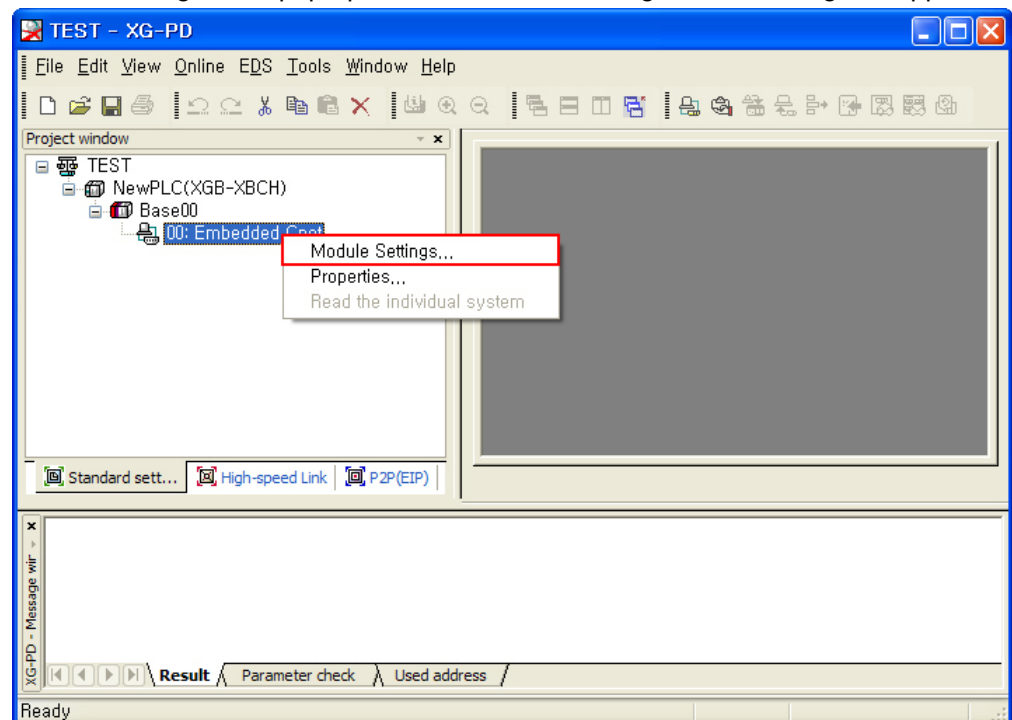 TEST - XG-PD
File Edit View Online EDS Tools Window Help
Project window
TEST
NewPLC(XGB-XBCH)
Base00
00: Embedded Cnet
Module Settings...
Properties...
Read the individual system
Standard sett... High-speed Link P2P(EIP)
XG-PD - Message wir
Result Parameter check Used address
Ready